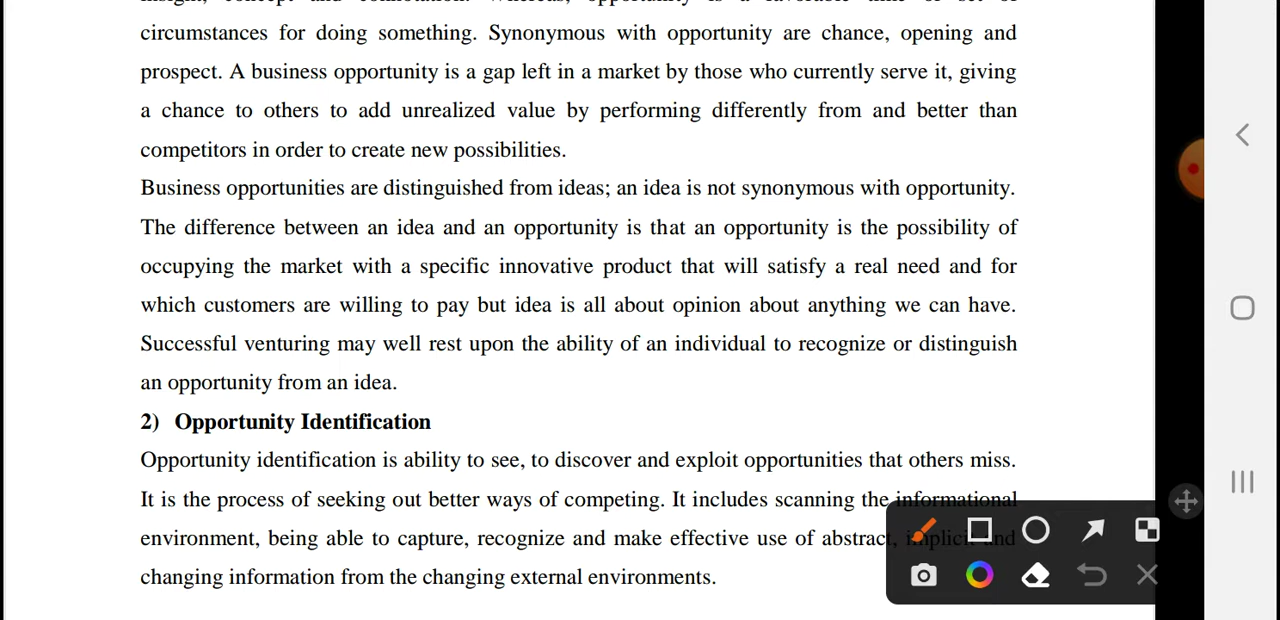 circumstances for doing something. Synonymous with opportunity are chance, opening and
prospect. A business opportunity is a gap left in a market by those who currently serve it, giving
a chance to others to add unrealized value by performing differently from and better than
competitors in order to create new possibilities.
Business opportunities are distinguished from ideas; an idea is not synonymous with opportunity.
The difference between an idea and an opportunity is that an opportunity is the possibility of
occupying the market with a specific innovative product that will satisfy a real need and for
which customers are willing to pay but idea is all about opinion about anything we can have.
Successful venturing may well rest upon the ability of an individual to recognize or distinguish
an opportunity from an idea.
2) Opportunity Identification
Opportunity identification is ability to see, to discover and exploit opportunities that others miss.
It is the process of seeking out better ways of competing. It includes scanning the informational
environment, being able to capture, recognize and make effective use of abstract, implicit and
changing information from the changing external environments.